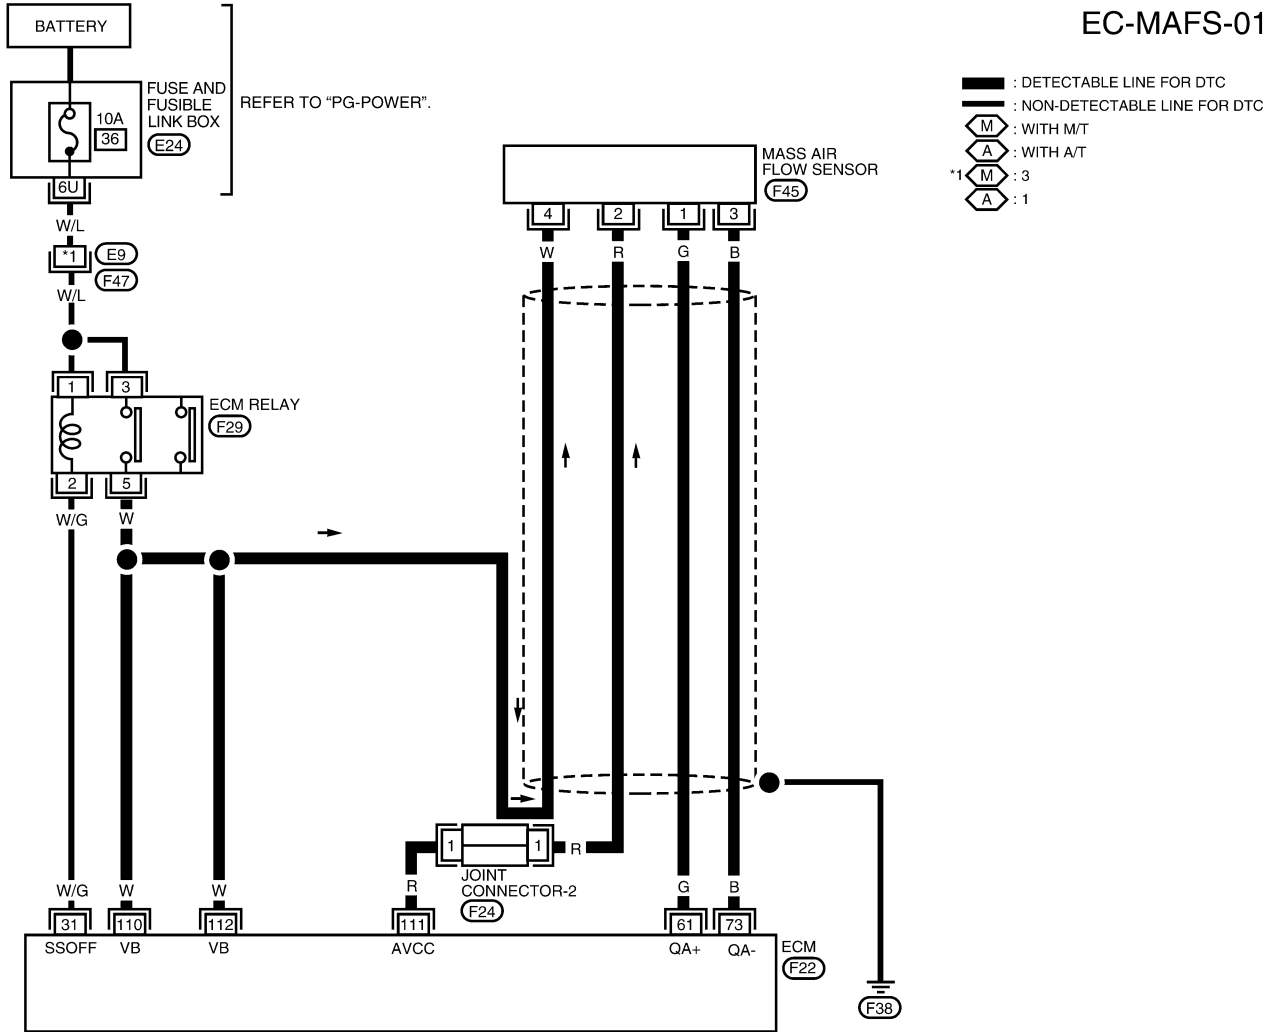 EC-MAFS-01
BATTERY
FUSE AND
FUSIBLE
LINK BOX
E24
10A
36
REFER TO “PG-POWER”.
: DETECTABLE LINE FOR DTC
: NON-DETECTABLE LINE FOR DTC
M : WITH M/T
A : WITH A/T
*1 M : 3
A : 1
MASS AIR
FLOW SENSOR
F45
6U
4 2 1 3
W/L
W R G B
*1
E9
F47
W/L
1 3
ECM RELAY
F29
2 5
W/G W
1 1
R
JOINT
CONNECTOR-2
F24
W/G W W R G B
31 110 112 111 61 73
SSOFF VB VB AVCC QA+ QA-
ECM
F22
F38